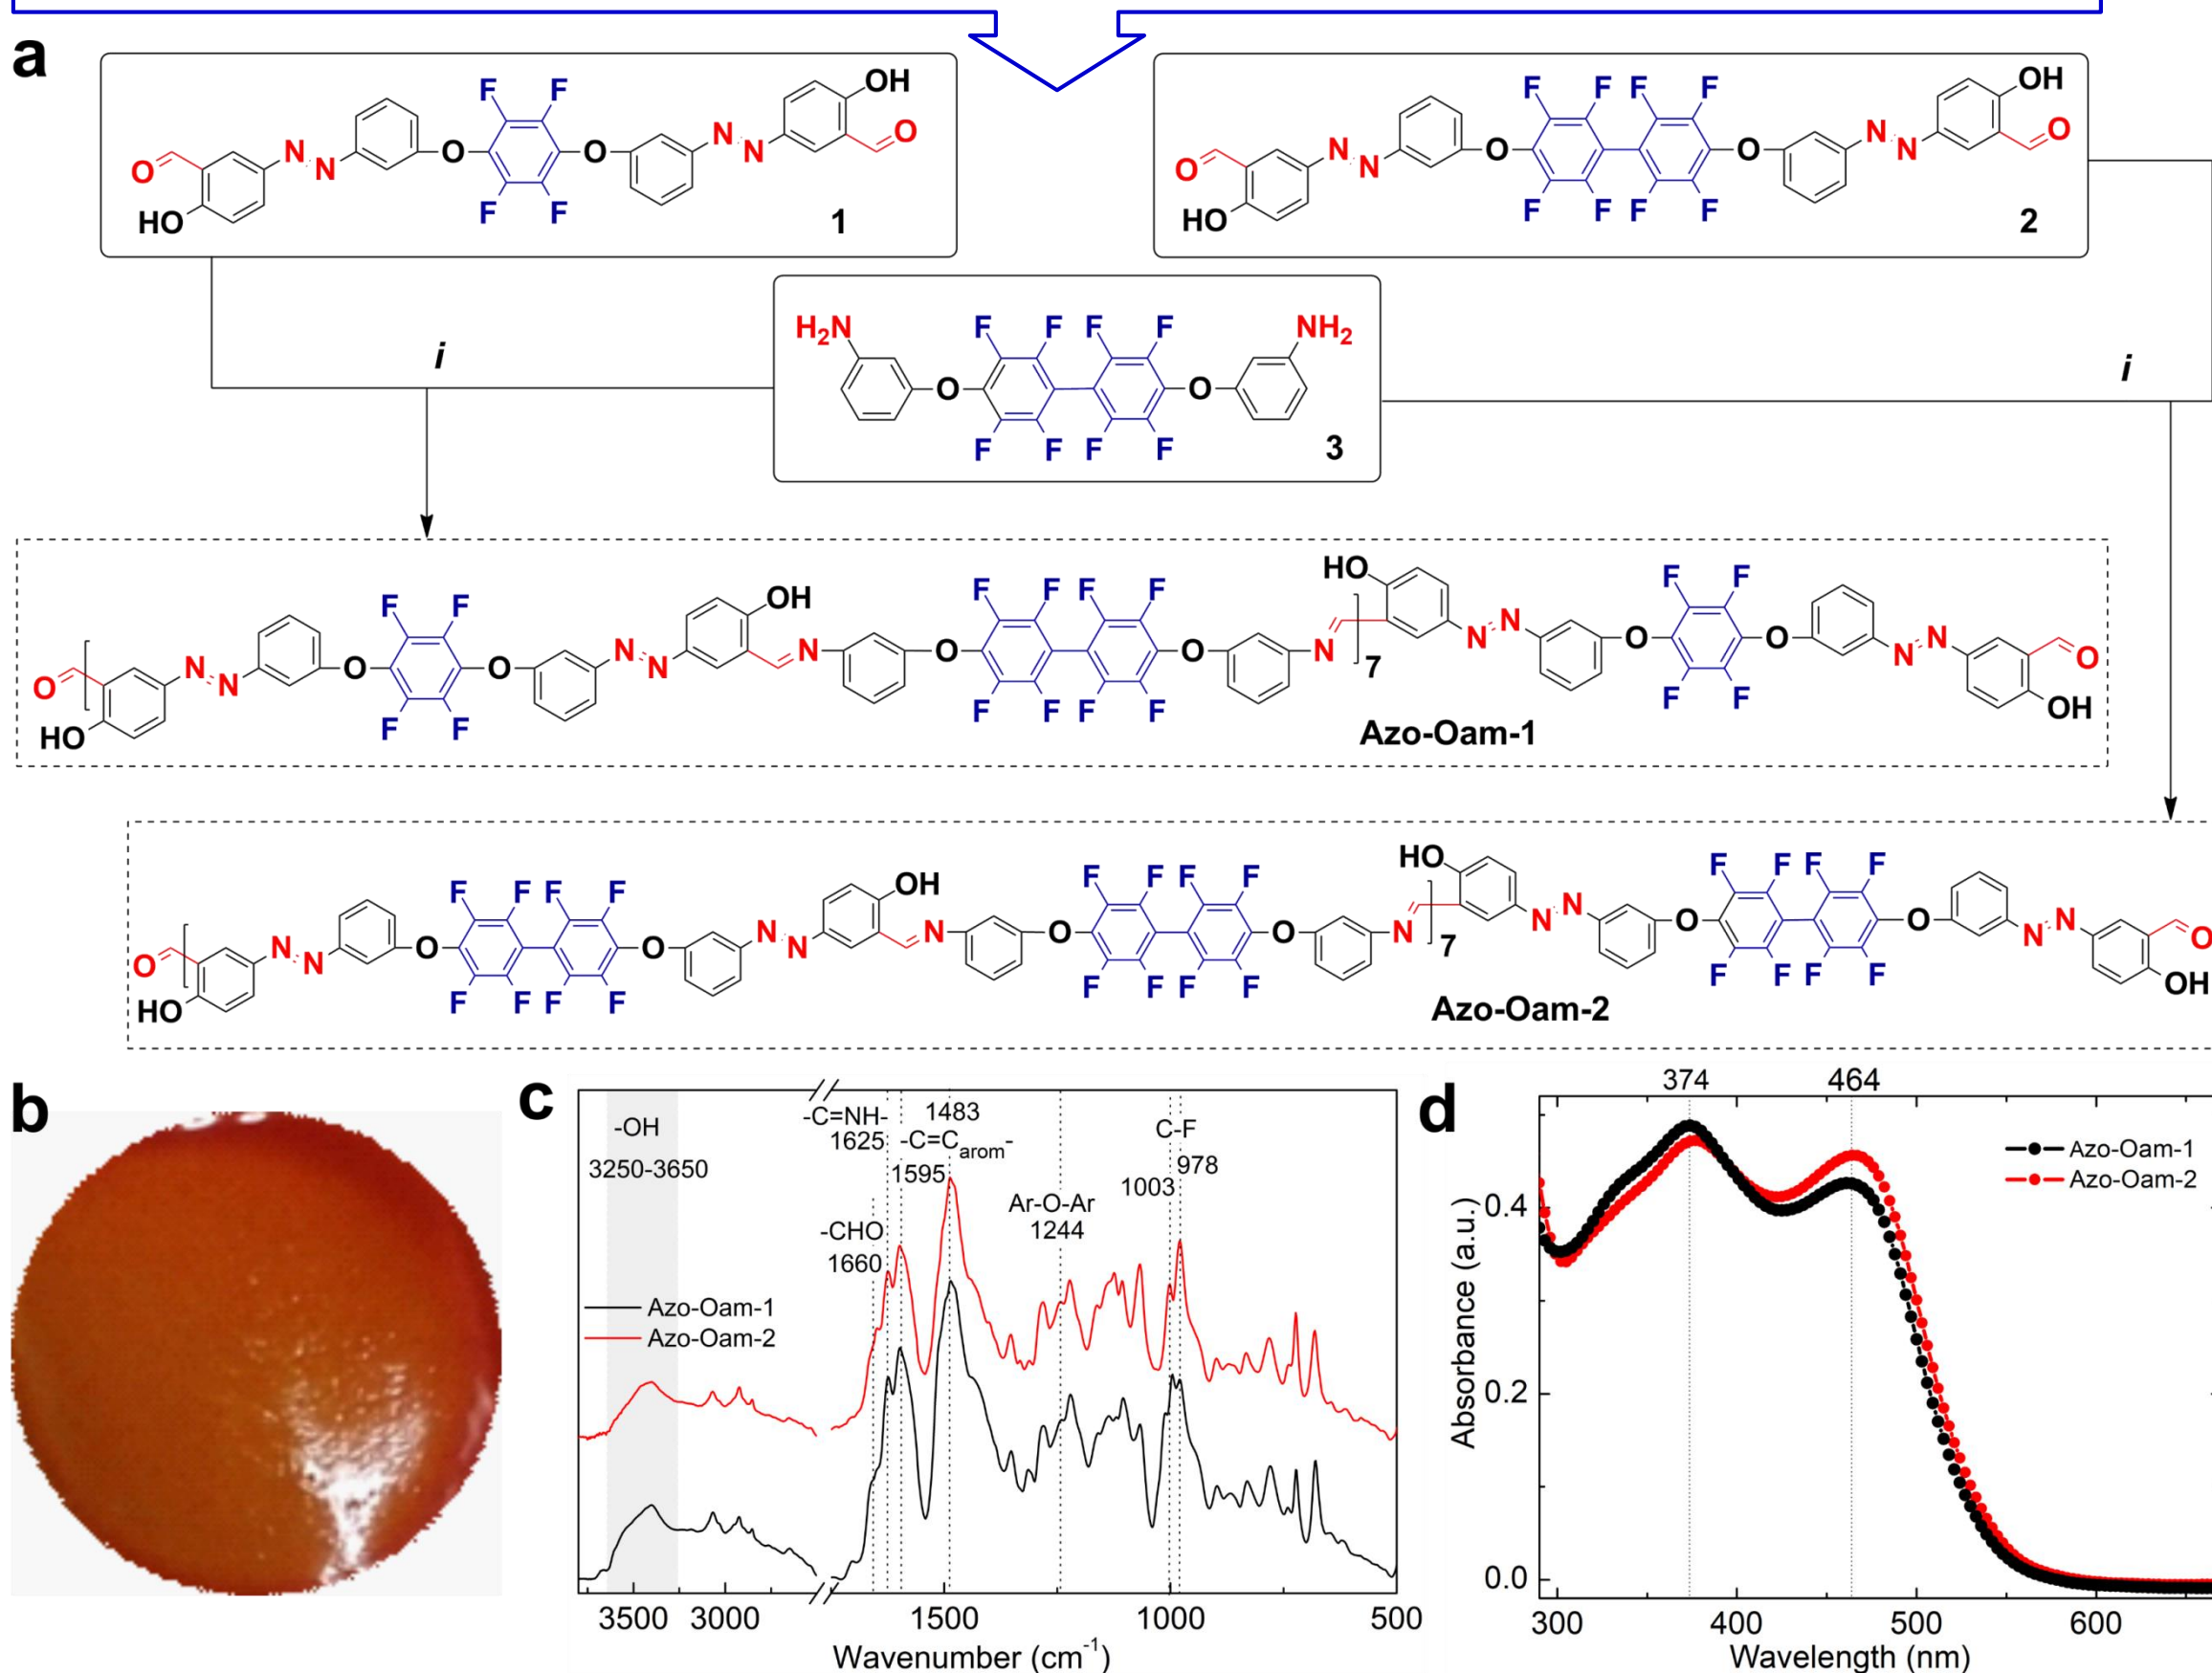 a
F F
OH
N N O O N N O
O
HO
F F
1
F F F F
OH
O N N O O N N O
HO
F F F F
2
i
H2N F F F F NH2
O O
F F F F
3
i
HO
F F OH F F F F F F
O N N O O N N N O O N 7 N N O O N N O
HO F F F F F F F F OH
Azo-Oam-1
HO
F F F F OH F F F F F F F F
O N N O O N N N O O N 7 N N O O N N O
HO F F F F F F F F F F F F OH
Azo-Oam-2
b
c
-OH
3250-3650
-C=NH-
1625
1483
-C=Carom-
1595
-CHO
1660
Ar-O-Ar
1244
C-F
1003
978
Azo-Oam-1
Azo-Oam-2
3500 3000 1500 1000 500
Wavenumber (cm-1)
d
374 464
Azo-Oam-1
Azo-Oam-2
Absorbance (a.u.)
0.4
0.2
0.0
300 400 500 600
Wavelength (nm)